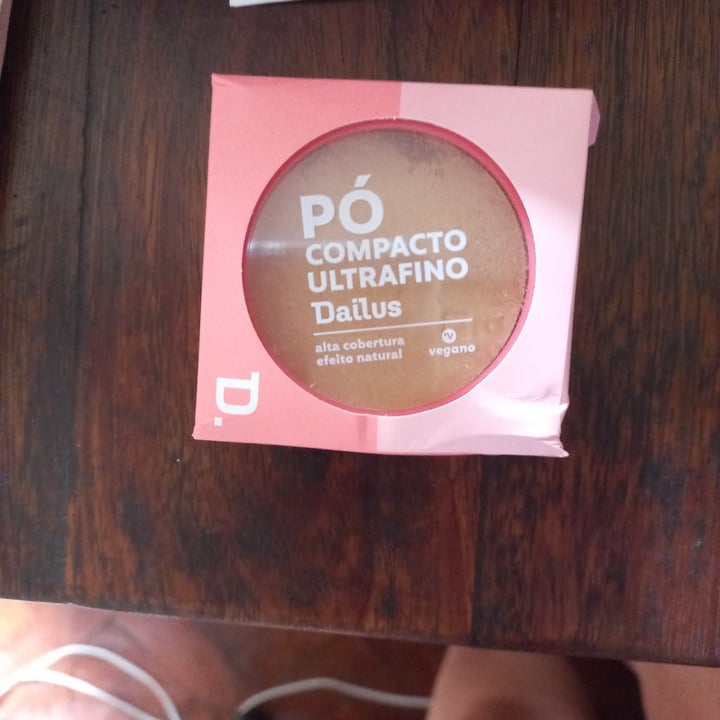 PÓ
COMPACTO
ULTRAFINO
Dailus
alta cobertura
efeito natural
vegano
D.